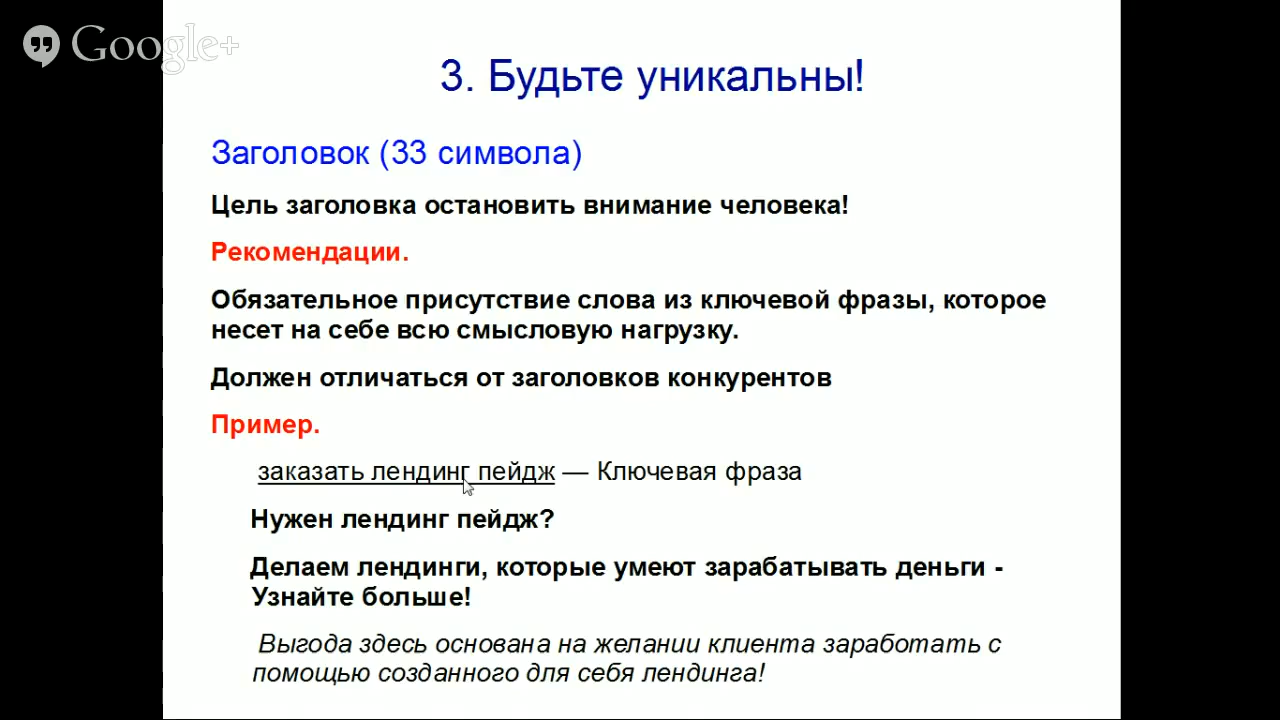 Google+
3. Будьте уникальны!
Заголовок (33 символа)
Цель заголовка остановить внимание человека!
Рекомендации.
Обязательное присутствие слова из ключевой фразы, которое
несет на себе всю смысловую нагрузку.
Должен отличаться от заголовков конкурентов
Пример.
заказать лендинг пейдж — Ключевая фраза
Нужен лендинг пейдж?
Делаем лендинги, которые умеют зарабатывать деньги -
Узнайте больше!
Выгода здесь основана на желании клиента заработать с
помощью созданного для себя лендинга!